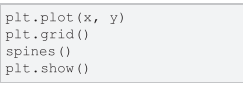 plt.plot(x, y)
plt.grid()
spines()
plt.show()